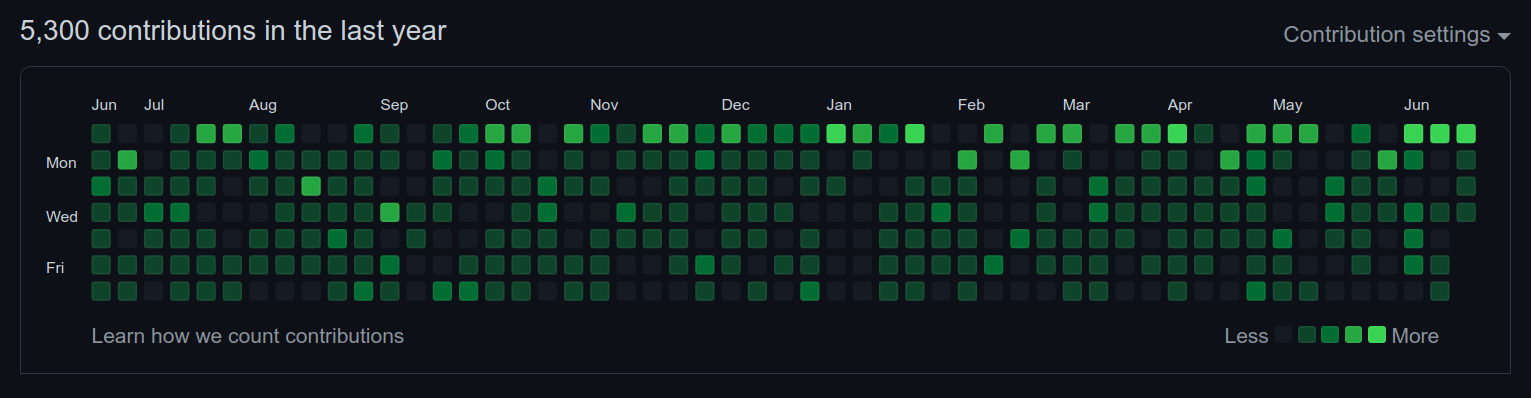 5,300 contributions in the last year
Contribution settings
Jun Jul Aug Sep Oct Nov Dec Jan Feb Mar Apr May Jun
Mon
Wed
Fri
Learn how we count contributions
Less More